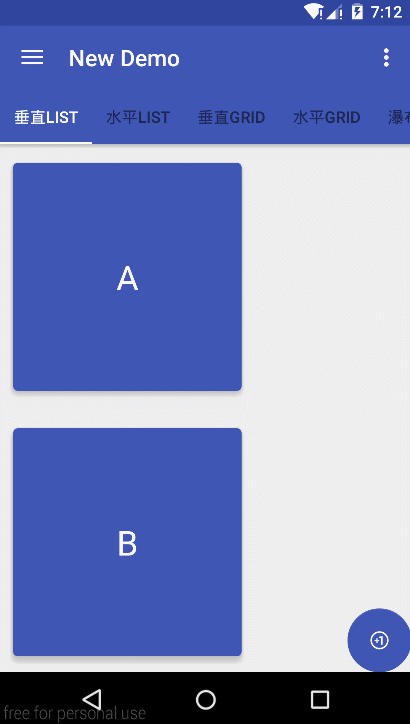 7:12
New Demo
垂直LIST 水平LIST 垂直GRID 水平GRID 瀑
A
B
+1
free for personal use